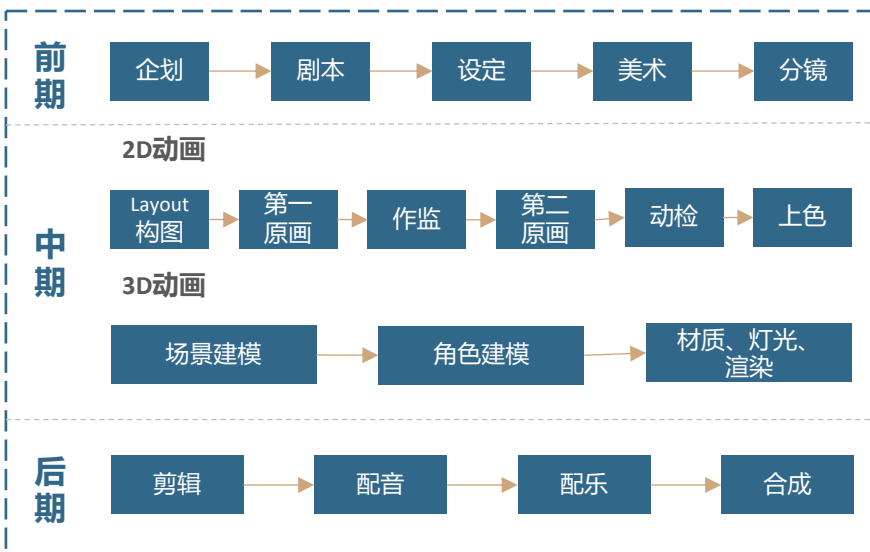 前期
企划
剧本
设定
美术
分镜
中期
2D动画
Layout
构图
第一
原画
作监
第二
原画
动检
上色
3D动画
场景建模
角色建模
材质、灯光、
渲染
后期
剪辑
配音
配乐
合成